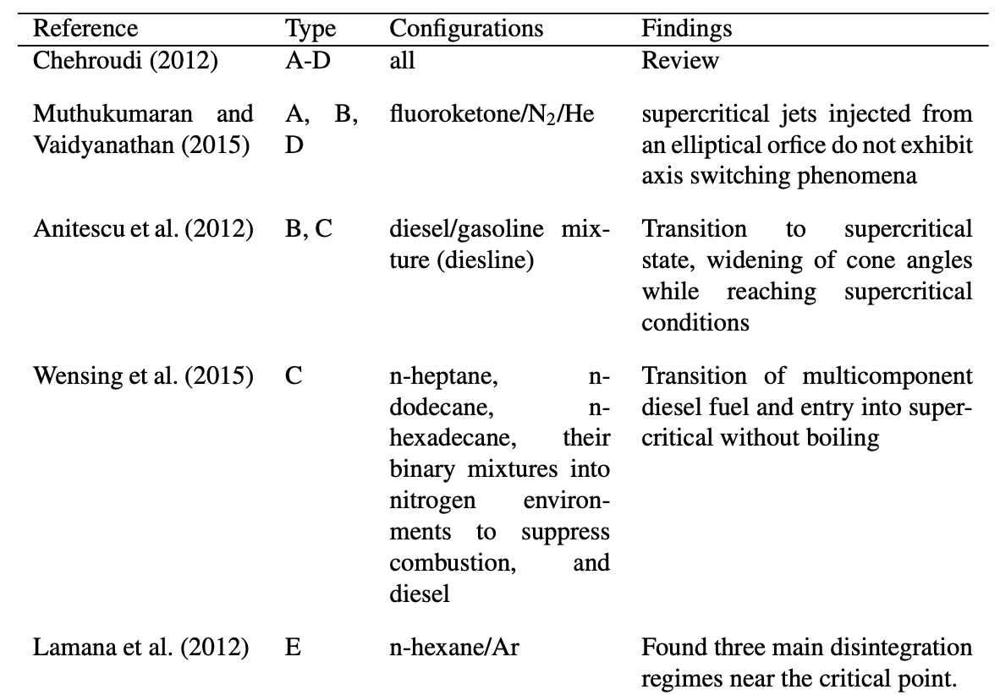 Reference Type Configurations Findings
Chehroudi (2012) A-D all Review
Muthukumaran and A, B, fluoroketone/N₂/He supercritical jets injected from
Vaidyanathan (2015) D an elliptical orfice do not exhibit
axis switching phenomena
Anitescu et al. (2012) B, C diesel/gasoline mix- Transition to supercritical
ture (diesline) state, widening of cone angles
while reaching supercritical
conditions
Wensing et al. (2015) C n-heptane, n- Transition of multicomponent
dodecane, n- diesel fuel and entry into super-
hexadecane, their critical without boiling
binary mixtures into
nitrogen environ-
ments to suppress
combustion, and
diesel
Lamana et al. (2012) E n-hexane/Ar Found three main disintegration
regimes near the critical point.